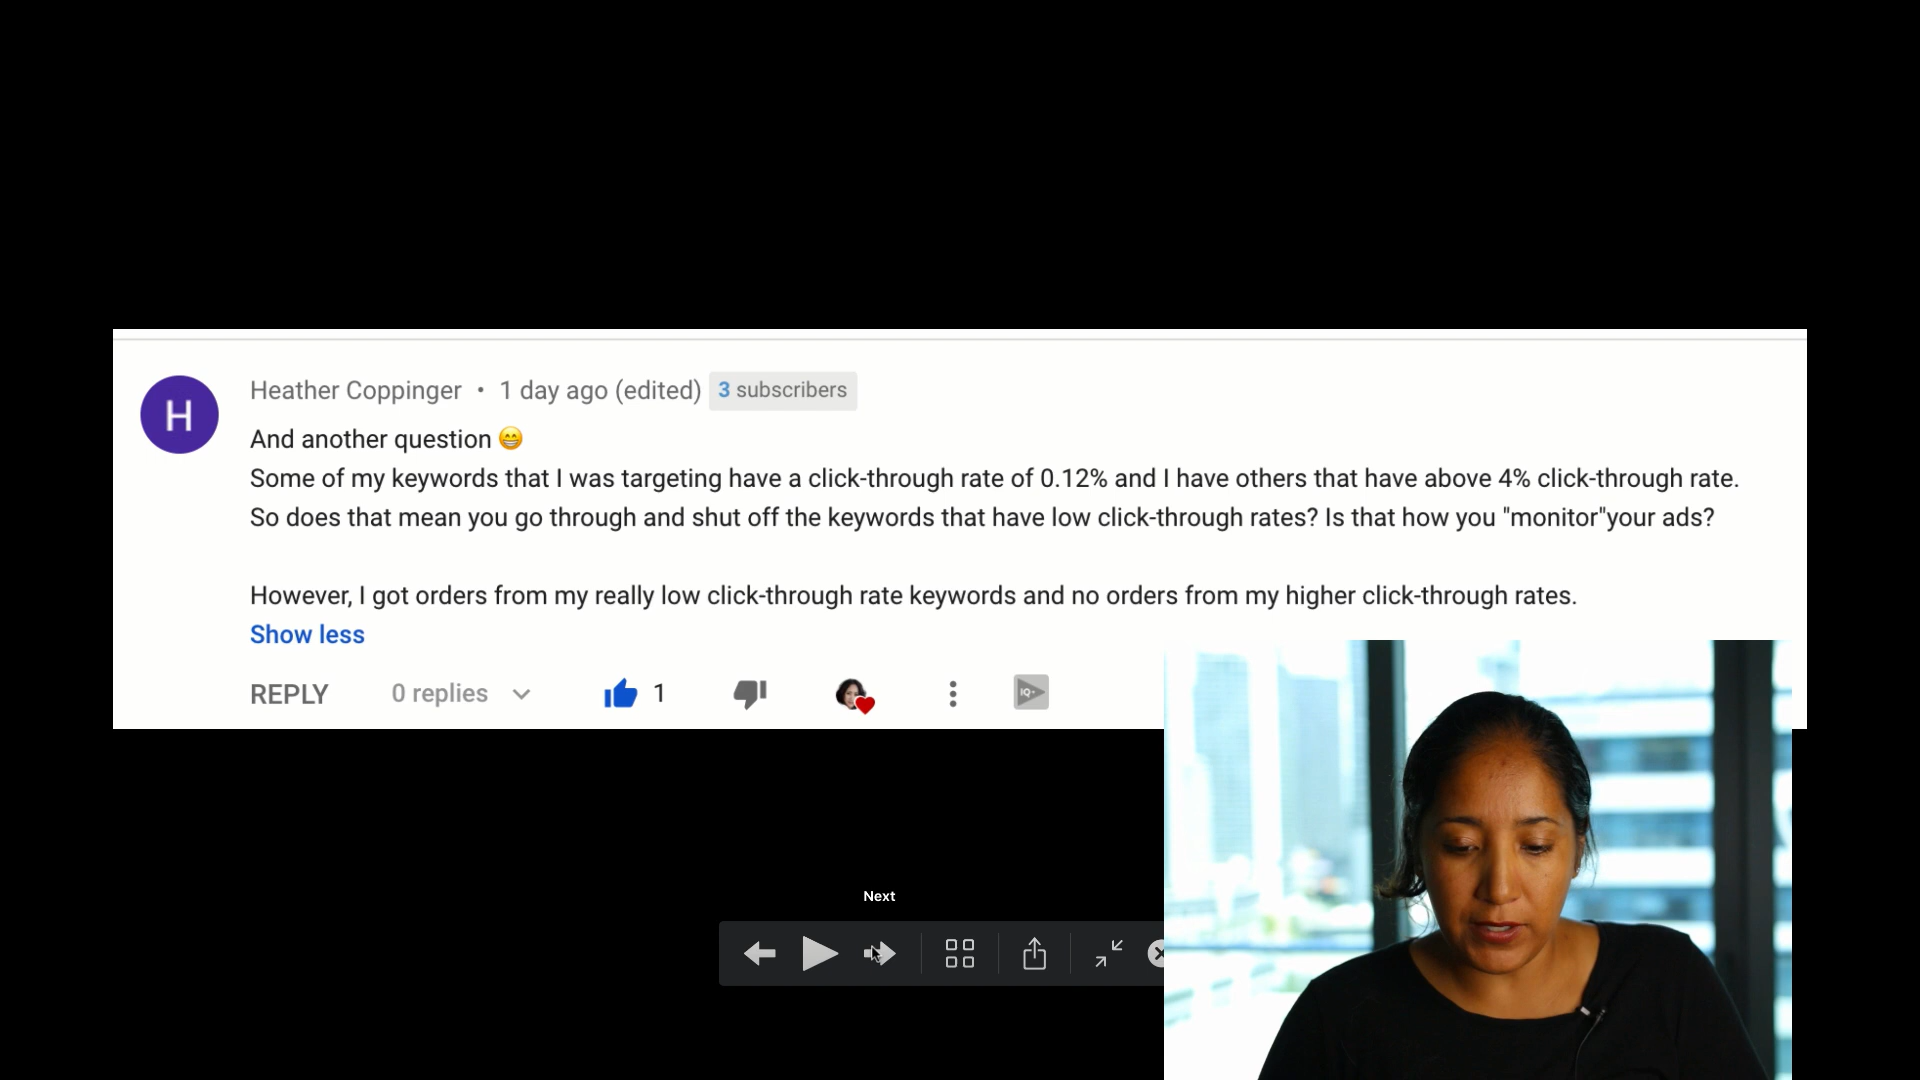 H
Heather Coppinger • 1 day ago (edited) 3 subscribers
And another question 😁
Some of my keywords that I was targeting have a click-through rate of 0.12% and I have others that have above 4% click-through rate.
So does that mean you go through and shut off the keywords that have low click-through rates? Is that how you "monitor"your ads?
However, I got orders from my really low click-through rate keywords and no orders from my higher click-through rates.
Show less
REPLY 0 replies 1 IQ
Next